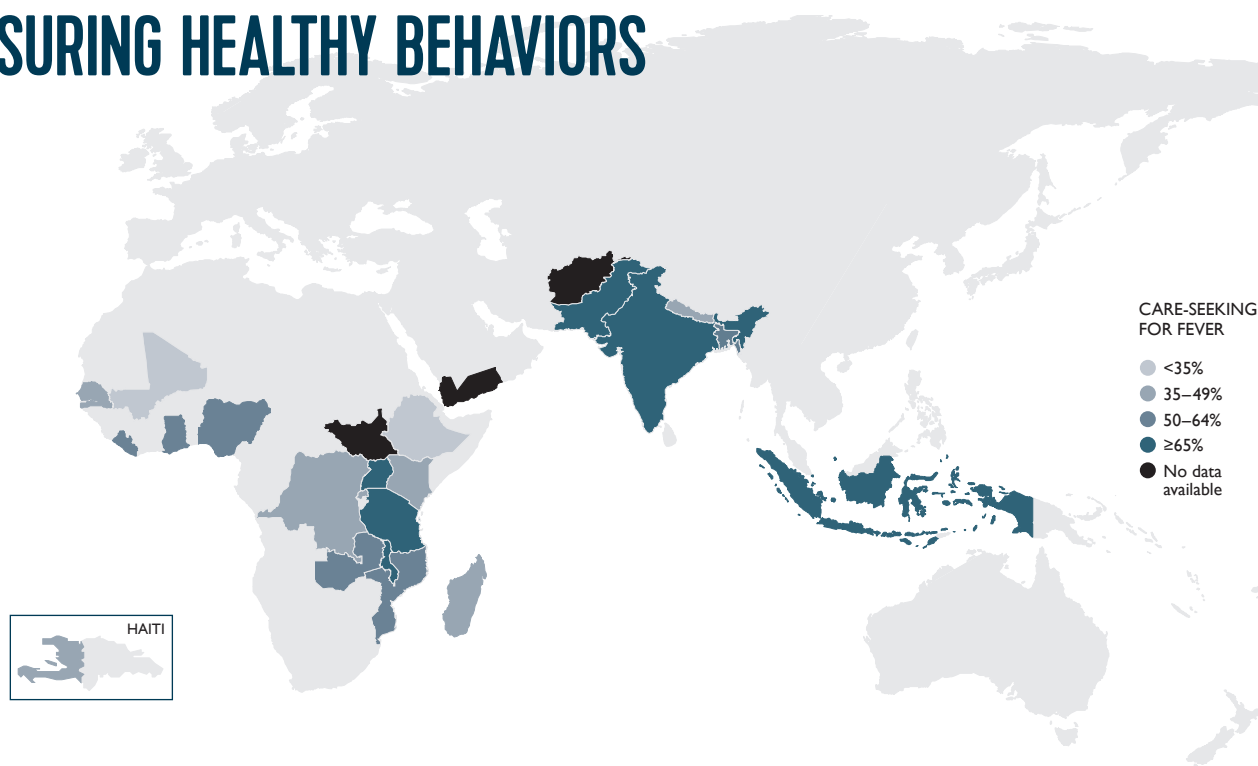 SURING HEALTHY BEHAVIORS
CARE-SEEKING
FOR FEVER
<35%
35–49%
50–64%
≥65%
No data
available
HAITI